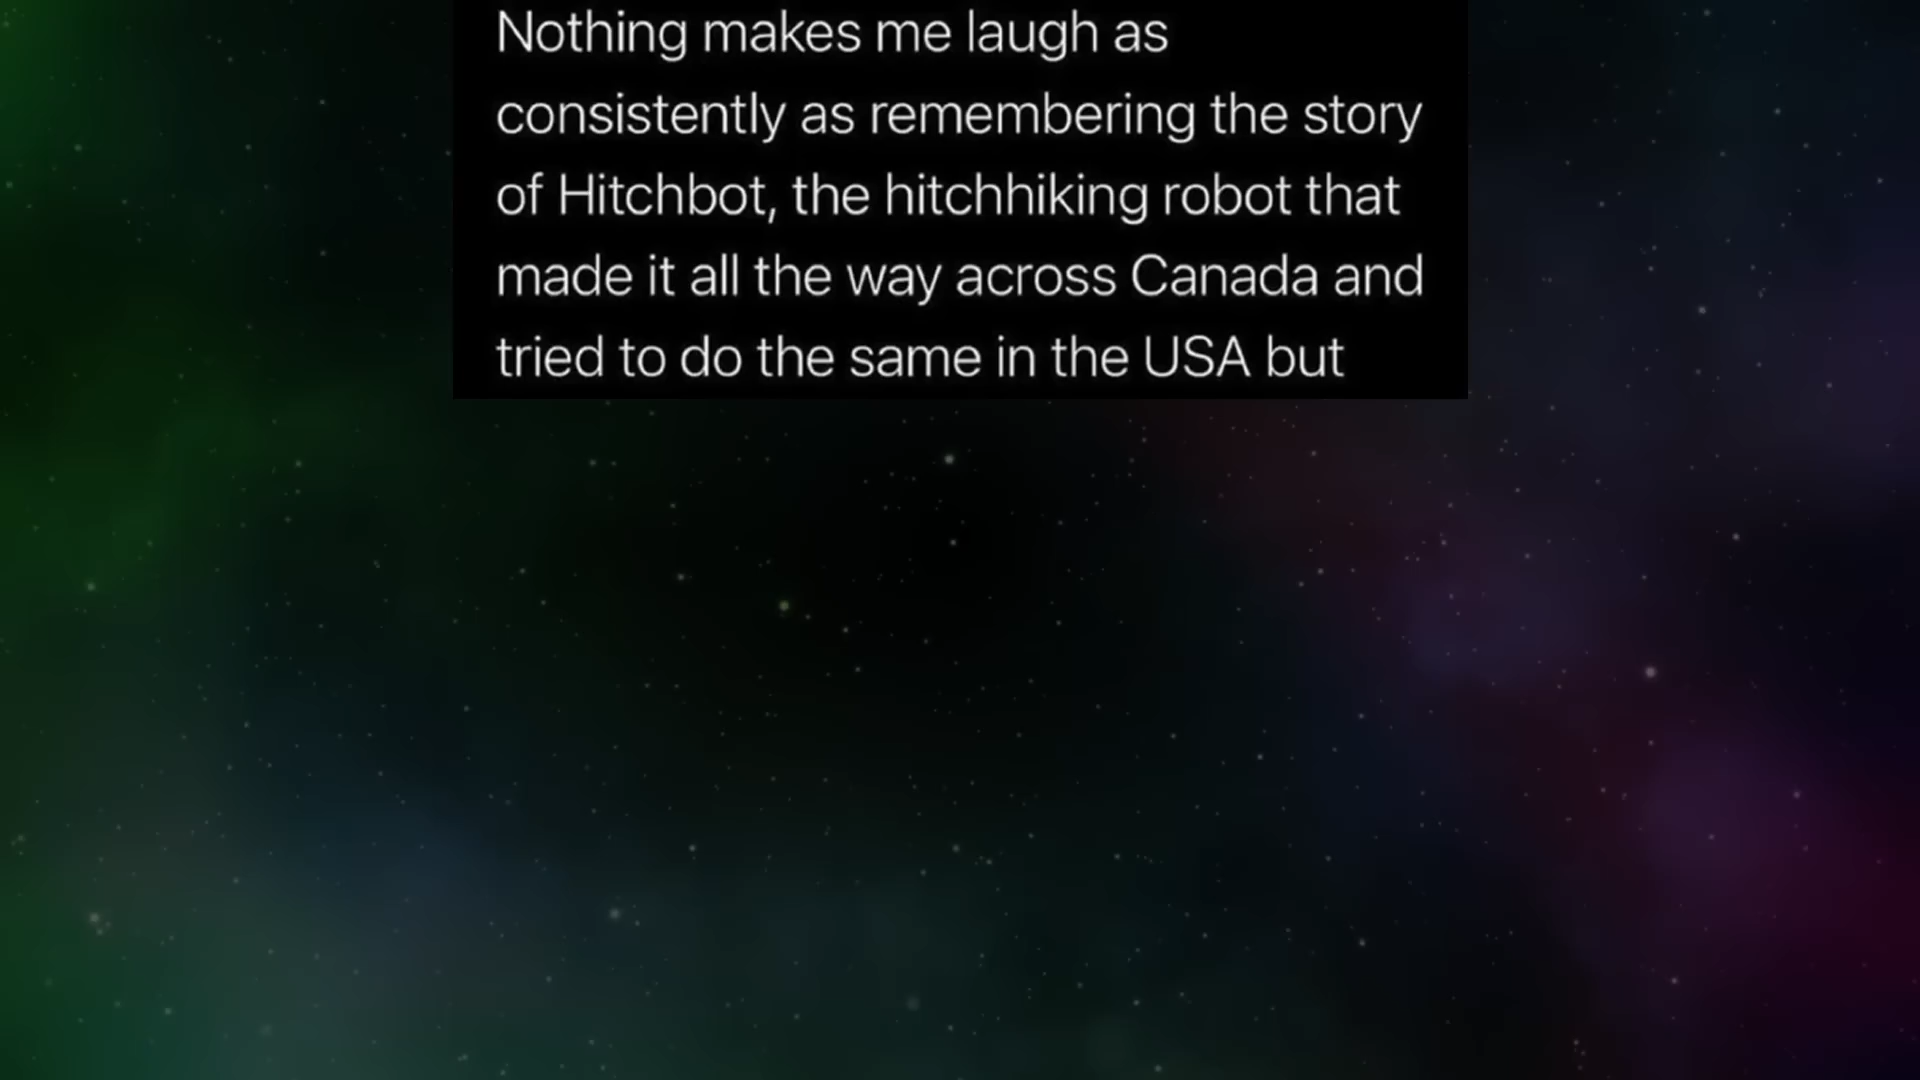 Nothing makes me laugh as
consistently as remembering the story
of Hitchbot, the hitchhiking robot that
made it all the way across Canada and
tried to do the same in the USA but